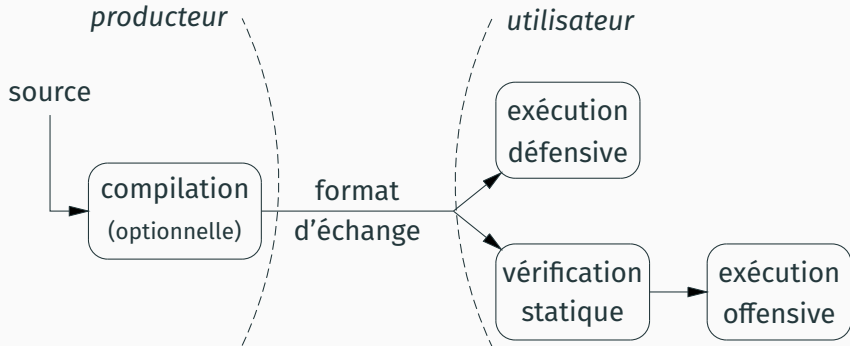 producteur
utilisateur
source
compilation
(optionnelle)
format
d'échange
exécution
défensive
vérification
statique
exécution
offensive